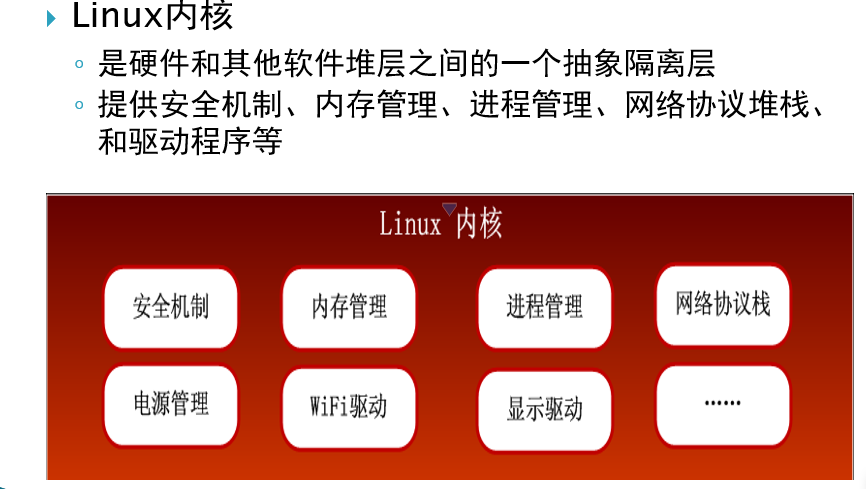 Linux内核
是硬件和其他软件堆层之间的一个抽象隔离层
提供安全机制、内存管理、进程管理、网络协议堆栈、
和驱动程序等
Linux 内核
安全机制
内存管理
进程管理
网络协议栈
电源管理
WiFi驱动
显示驱动
······